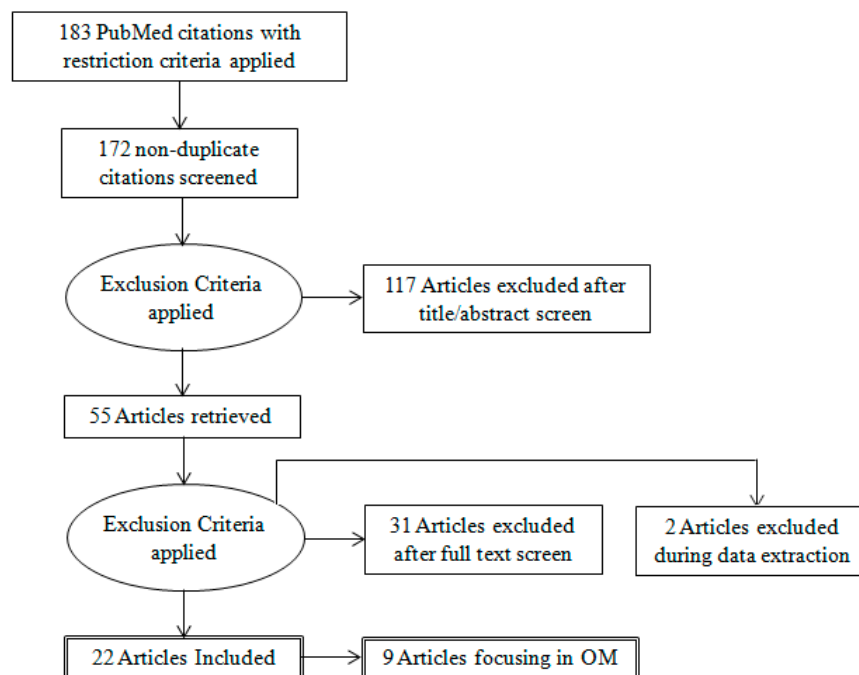 183 PubMed citations with
restriction criteria applied
172 non-duplicate
citations screened
Exclusion Criteria
applied
117 Articles excluded after
title/abstract screen
55 Articles retrieved
Exclusion Criteria
applied
31 Articles excluded
after full text screen
2 Articles excluded
during data extraction
22 Articles Included
9 Articles focusing in OM